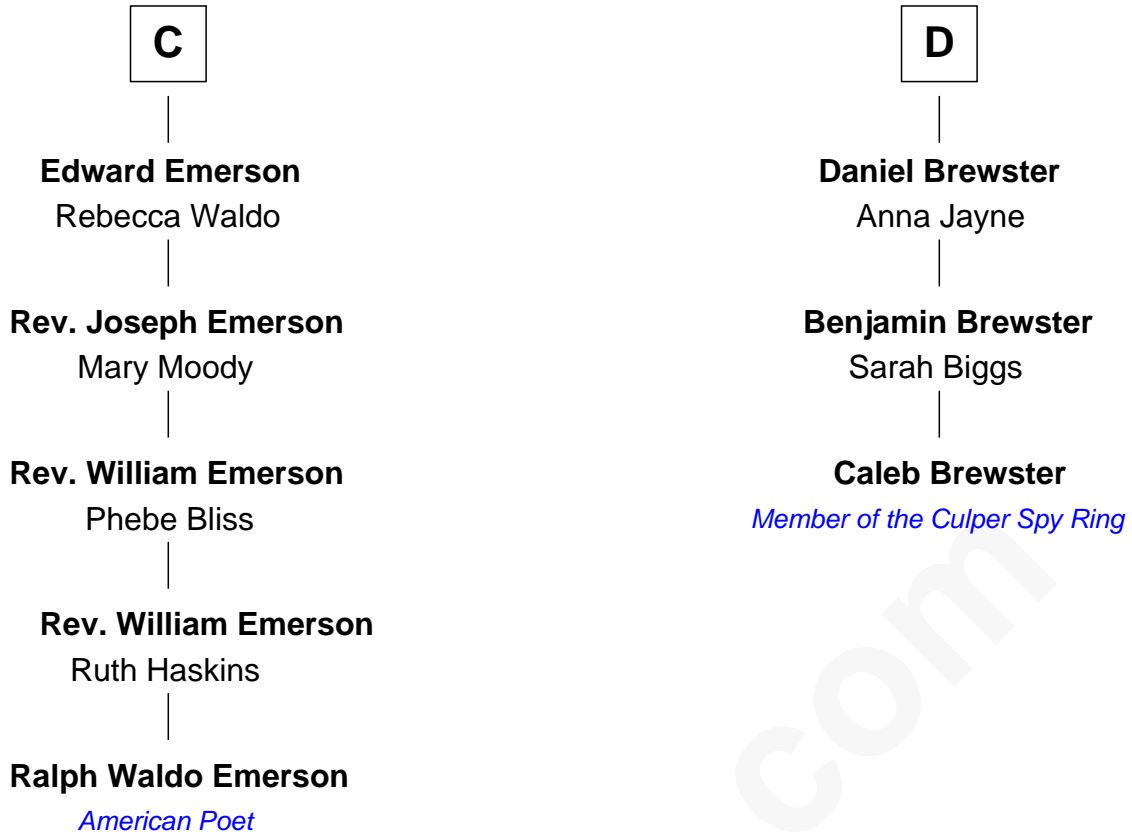 C
Edward Emerson
Rebecca Waldo
Rev. Joseph Emerson
Mary Moody
Rev. William Emerson
Phebe Bliss
Rev. William Emerson
Ruth Haskins
Ralph Waldo Emerson
American Poet
D
Daniel Brewster
Anna Jayne
Benjamin Brewster
Sarah Biggs
Caleb Brewster
Member of the Culper Spy Ring
com